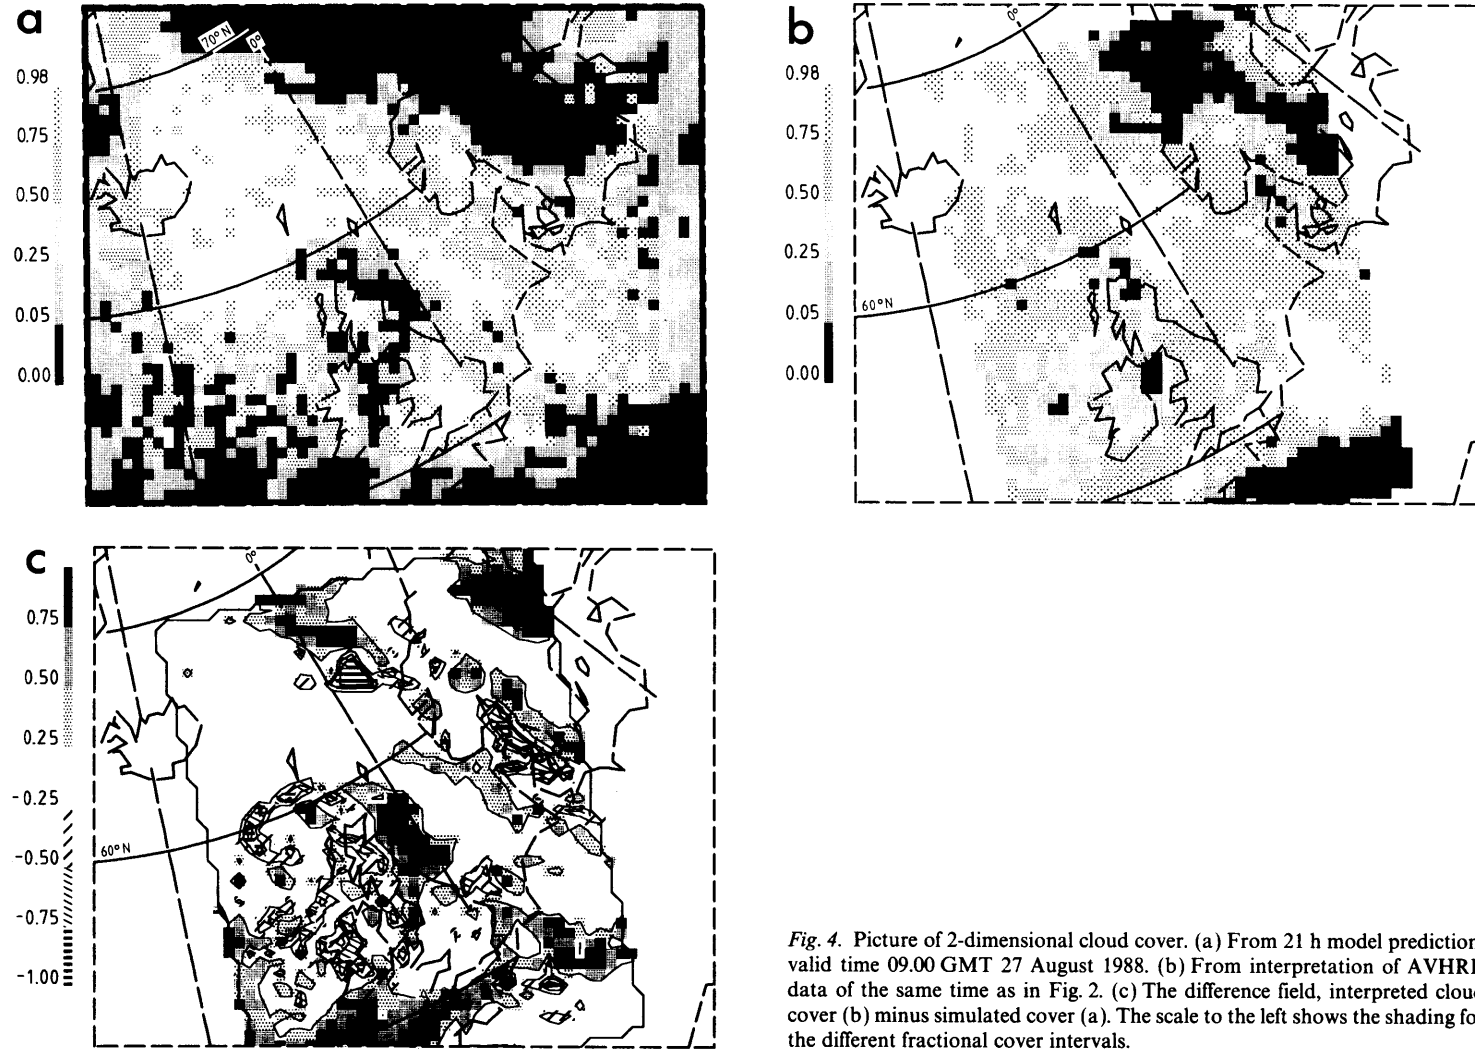 a
70° N
0°
0.98
0.75
0.50
0.25
0.05
0.00
b
0°
0.98
0.75
0.50
0.25
0.05
0.00
60° N
c
0°
0.75
0.50
0.25
-0.25
-0.50
-0.75
-1.00
60° N
Fig. 4. Picture of 2-dimensional cloud cover. (a) From 21 h model prediction
valid time 09.00 GMT 27 August 1988. (b) From interpretation of AVHRR
data of the same time as in Fig. 2. (c) The difference field, interpreted clou
cover (b) minus simulated cover (a). The scale to the left shows the shading fo
the different fractional cover intervals.